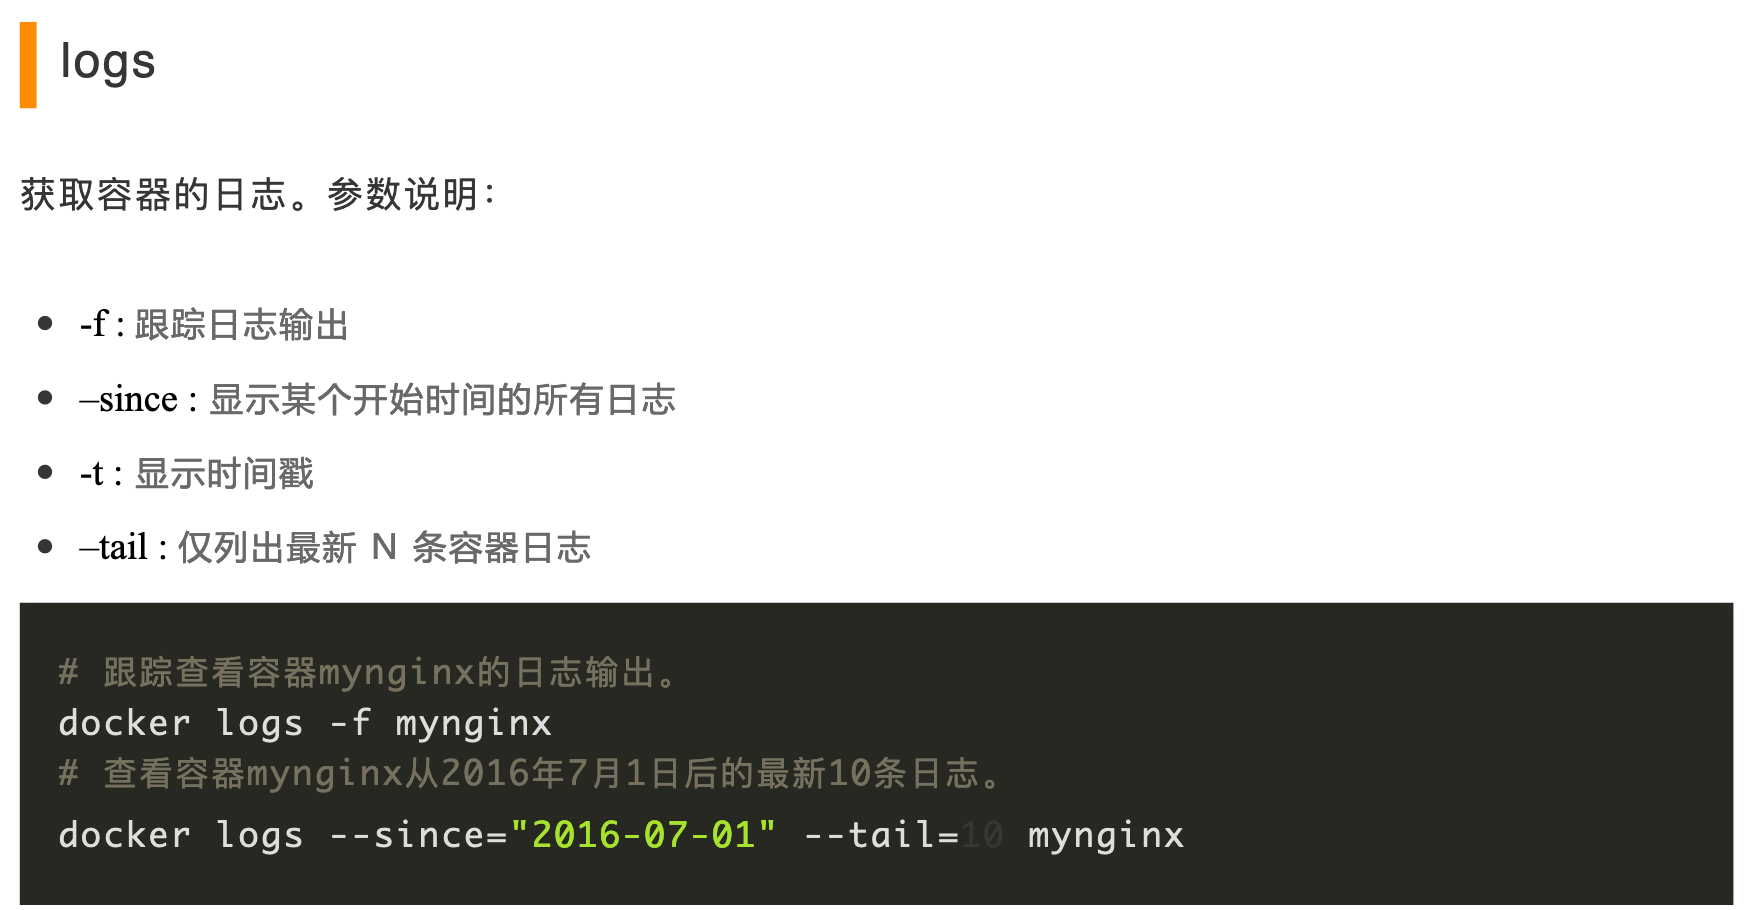 logs
获取容器的日志。参数说明：
-f : 跟踪日志输出
–since : 显示某个开始时间的所有日志
-t : 显示时间戳
–tail : 仅列出最新 N 条容器日志
# 跟踪查看容器mynginx的日志输出。
docker logs -f mynginx
# 查看容器mynginx从2016年7月1日后的最新10条日志。
docker logs --since="2016-07-01" --tail=10 mynginx